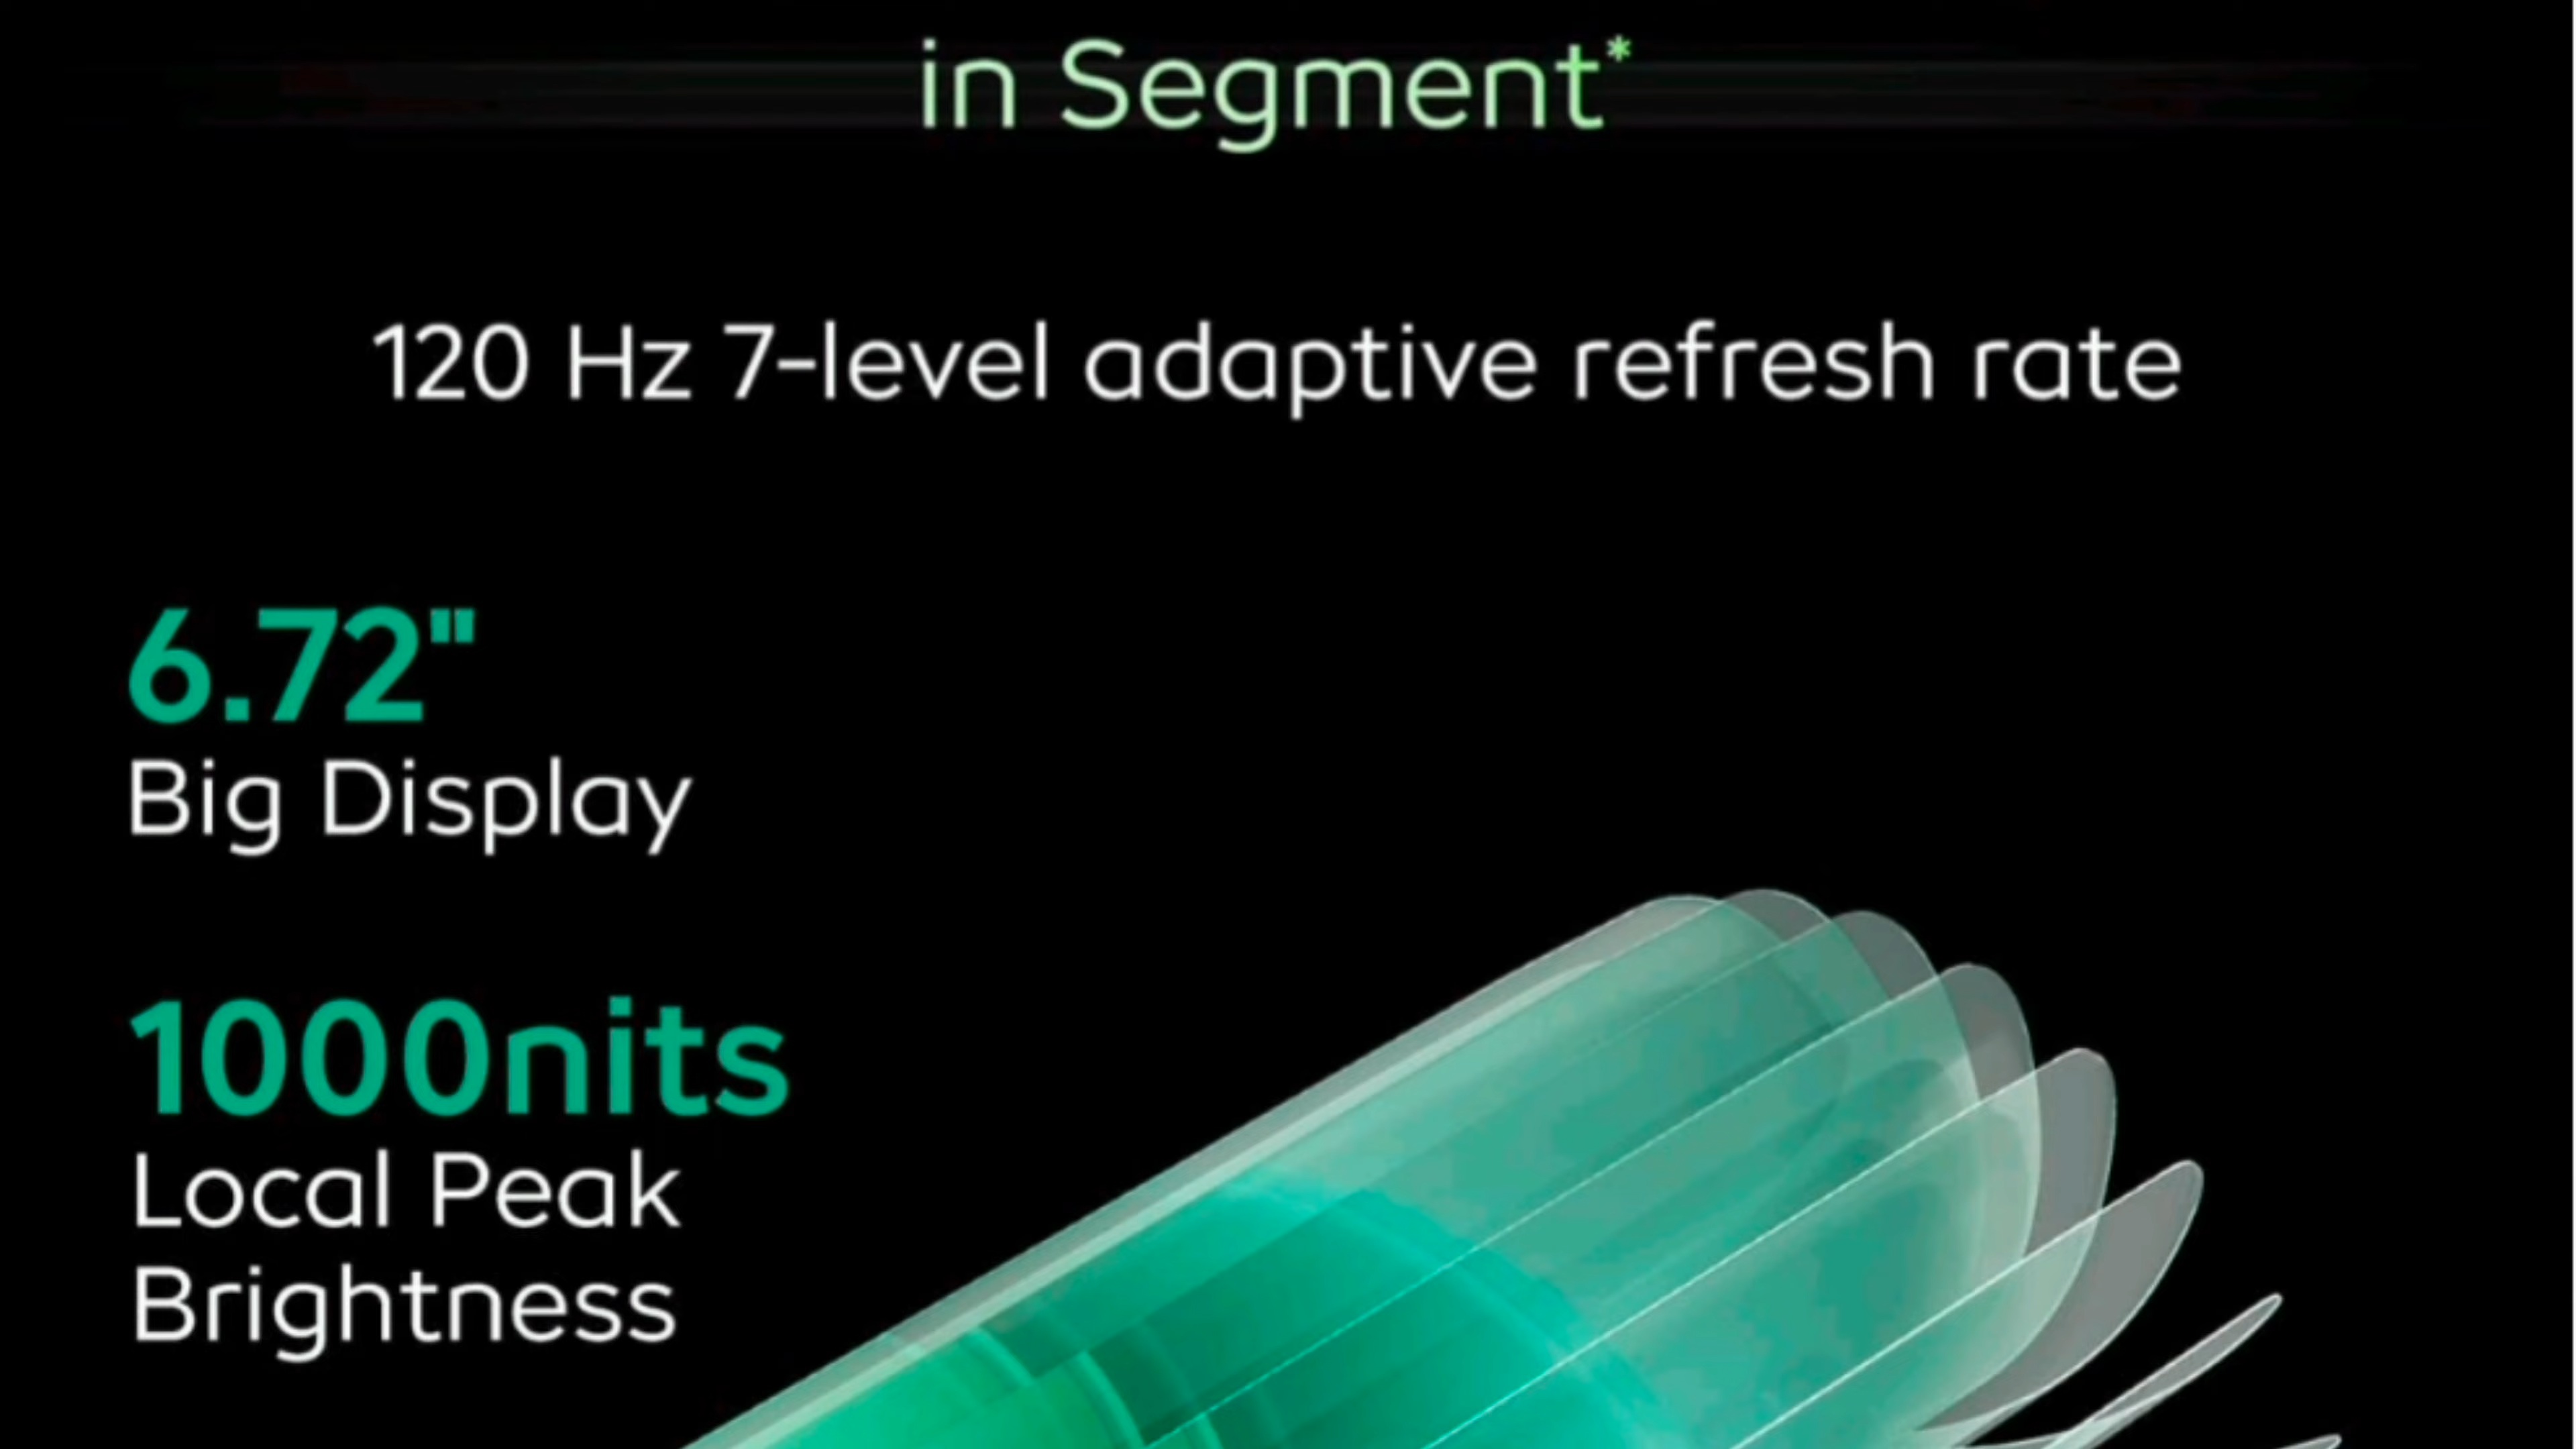 in Segment*
120 Hz 7-level adaptive refresh rate
6.72"
Big Display
1000nits
Local Peak
Brightness